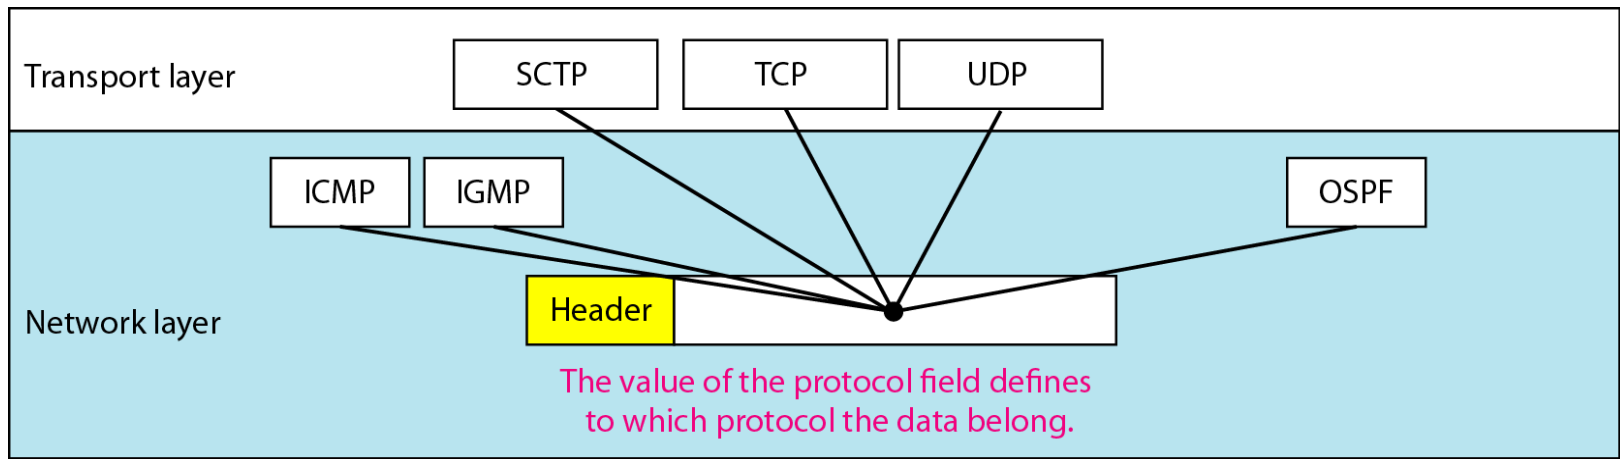 Transport layer
SCTP
TCP
UDP
ICMP
IGMP
OSPF
Network layer
Header
The value of the protocol field defines
to which protocol the data belong.